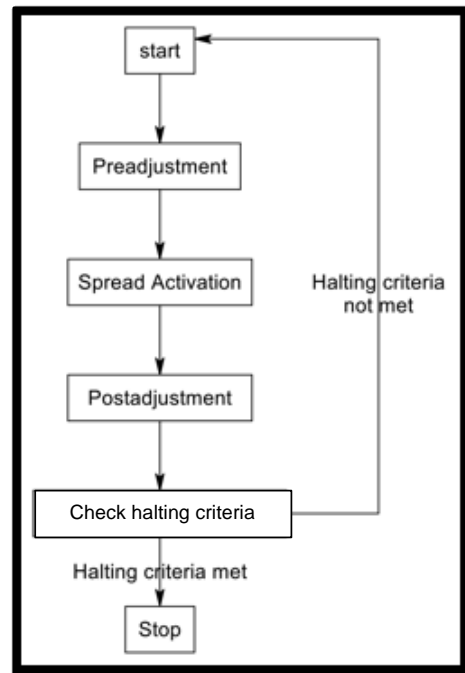 start
Preadjustment
Spread Activation
Halting criteria
not met
Postadjustment
Check halting criteria
Halting criteria met
Stop